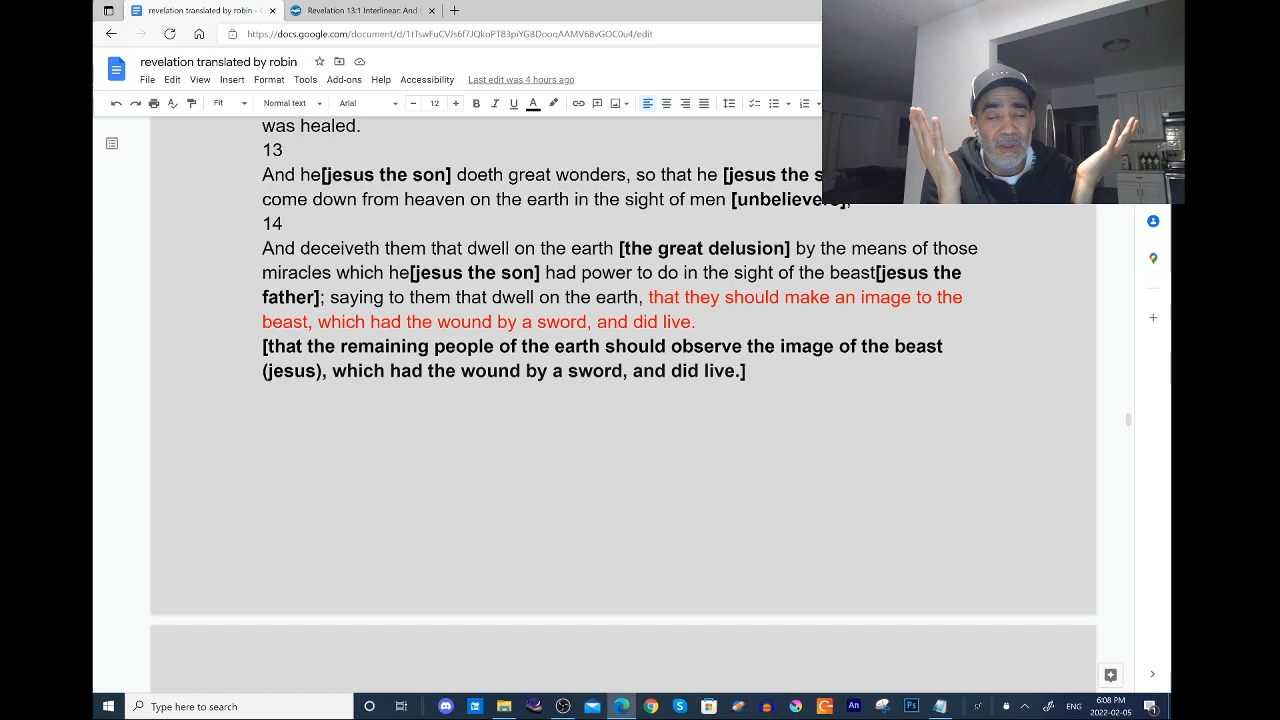 revelation translated by robin - G
Revelation 13:1 Interlinear: And I
https://docs.google.com/document/d/1tTswFuCVJs6f7JQkoPT83piYGBDooqAAMV68vGOC0u4/edit
revelation translated by robin
File Edit View Insert Format Tools Add-ons Help Accessibility Last edit was 4 hours ago
Fit Normal text Arial 12 B I U A
was healed.
13
And he[jesus the son] doeth great wonders, so that he [jesus the s
come down from heaven on the earth in the sight of men [unbelievers],
14
And deceiveth them that dwell on the earth [the great delusion] by the means of those
miracles which he[jesus the son] had power to do in the sight of the beast[jesus the
father]; saying to them that dwell on the earth, that they should make an image to the
beast, which had the wound by a sword, and did live.
[that the remaining people of the earth should observe the image of the beast
(jesus), which had the wound by a sword, and did live.]
Type here to search
An
Ps
ENG
6:08 PM
2022-02-05